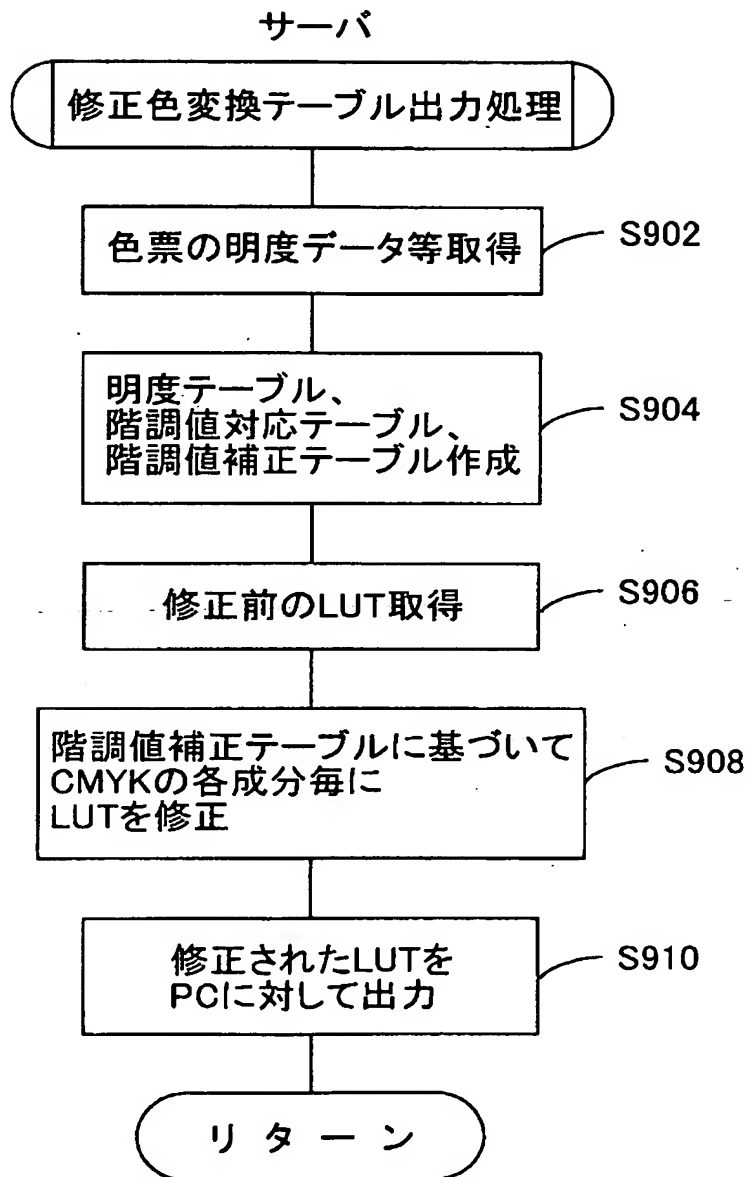 サーバ
修正色変換テーブル出力処理
色票の明度データ等取得
S902
明度テーブル、
階調値対応テーブル、
階調値補正テーブル作成
S904
修正前のLUT取得
S906
階調値補正テーブルに基づいて
CMYKの各成分毎に
LUTを修正
S908
修正されたLUTを
PCに対して出力
S910
リターン